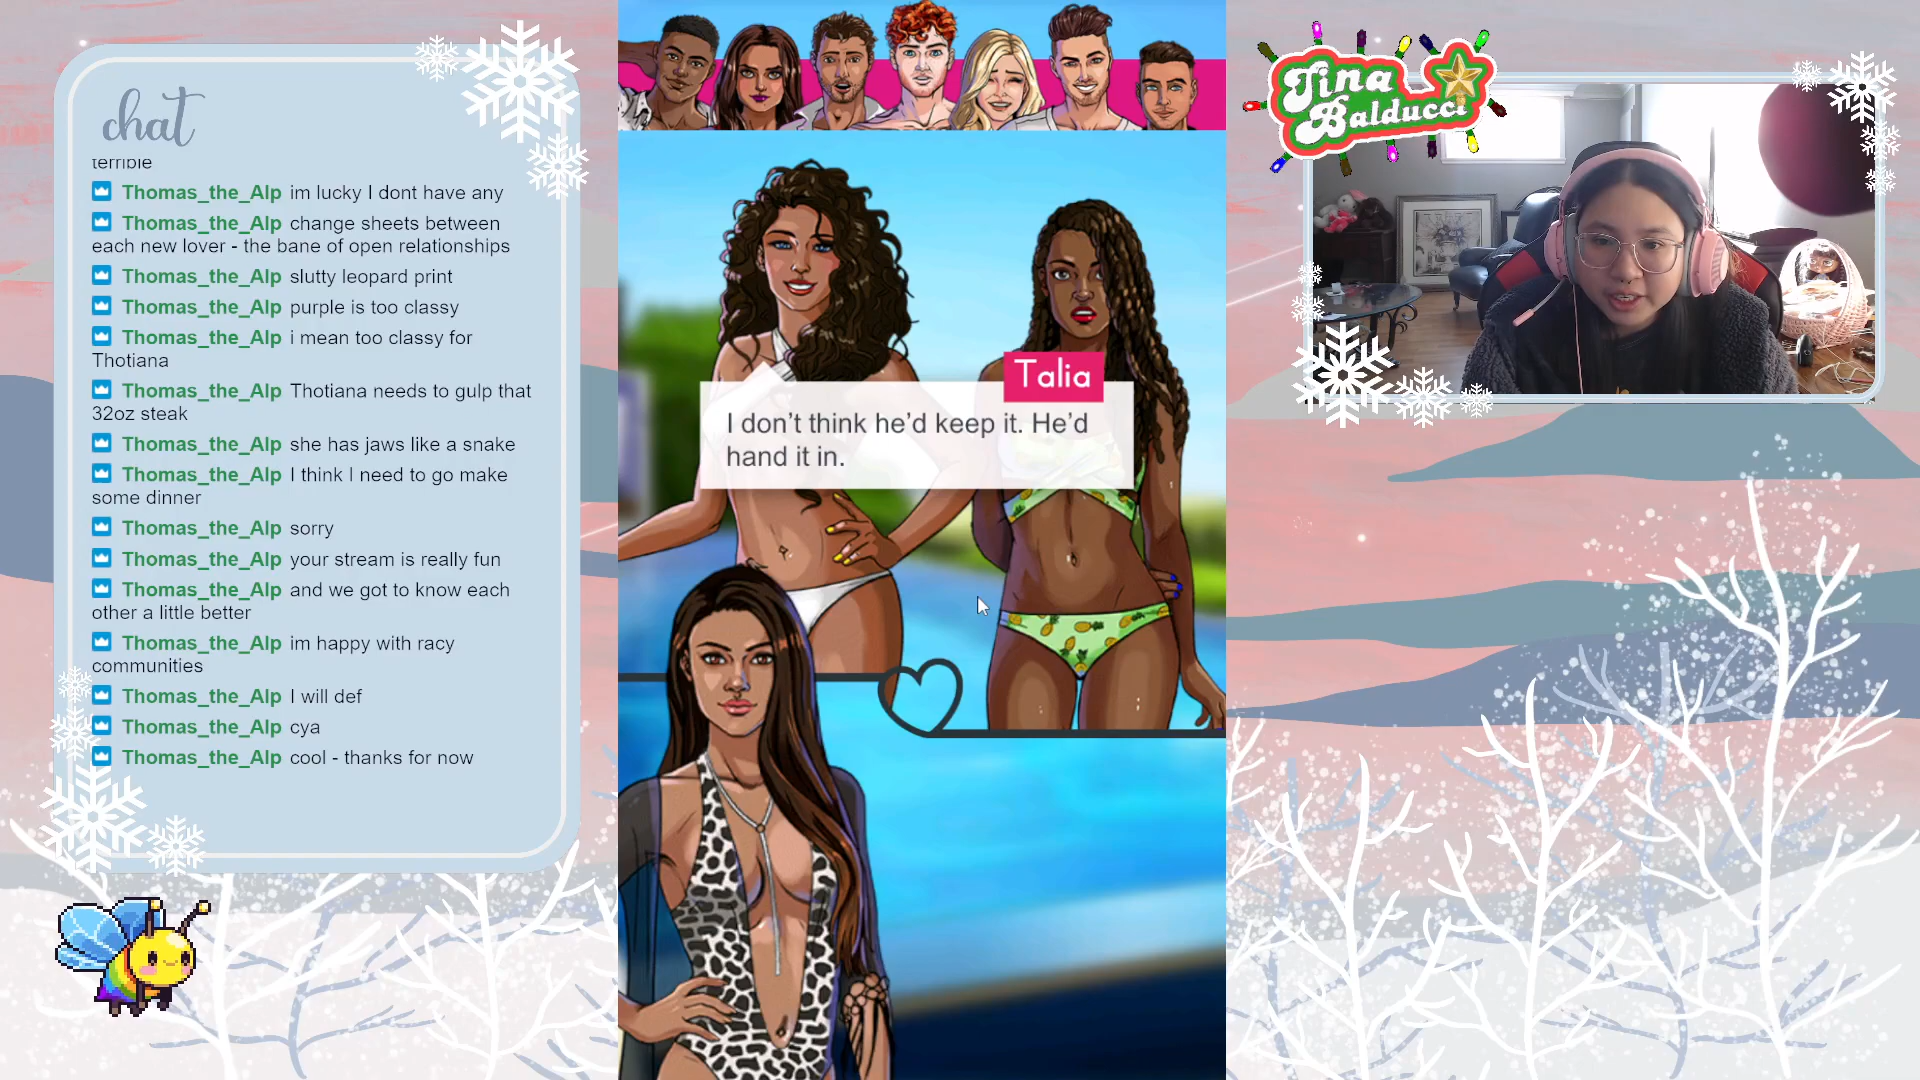 chat
terrible
Thomas_the_Alp im lucky I dont have any
Thomas_the_Alp change sheets between
each new lover - the bane of open relationships
Thomas_the_Alp slutty leopard print
Thomas_the_Alp purple is too classy
Thomas_the_Alp i mean too classy for
Thotiana
Thomas_the_Alp Thotiana needs to gulp that
32oz steak
Thomas_the_Alp she has jaws like a snake
Thomas_the_Alp I think I need to go make
some dinner
Thomas_the_Alp sorry
Thomas_the_Alp your stream is really fun
Thomas_the_Alp and we got to know each
other a little better
Thomas_the_Alp im happy with racy
communities
Thomas_the_Alp I will def
Thomas_the_Alp cya
Thomas_the_Alp cool - thanks for now
Talia
I don’t think he’d keep it. He’d
hand it in.
Tina
Balducci